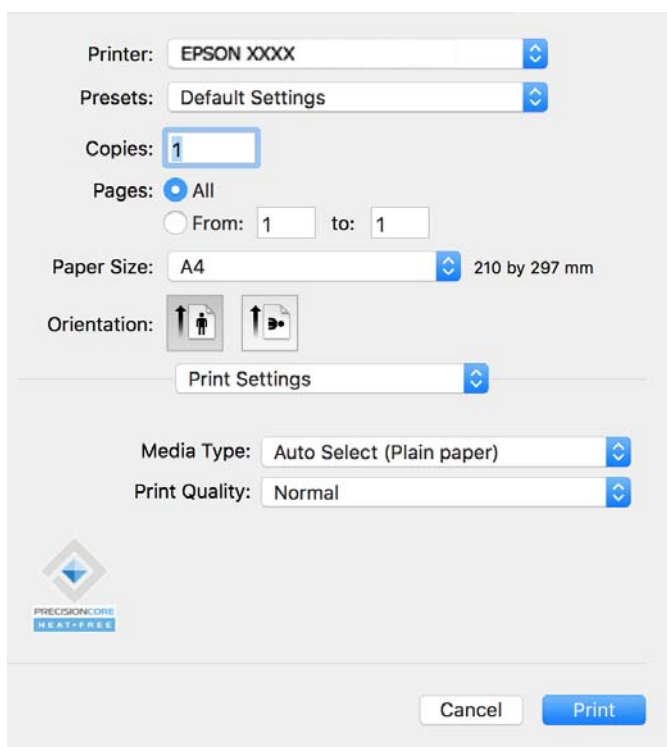 Printer: EPSON XXXX
Presets: Default Settings
Copies: 1
Pages: All
From: 1 to: 1
Paper Size: A4 210 by 297 mm
Orientation:
Print Settings
Media Type: Auto Select (Plain paper)
Print Quality: Normal
PRECISIONCORE
HEAT-FREE
Cancel Print